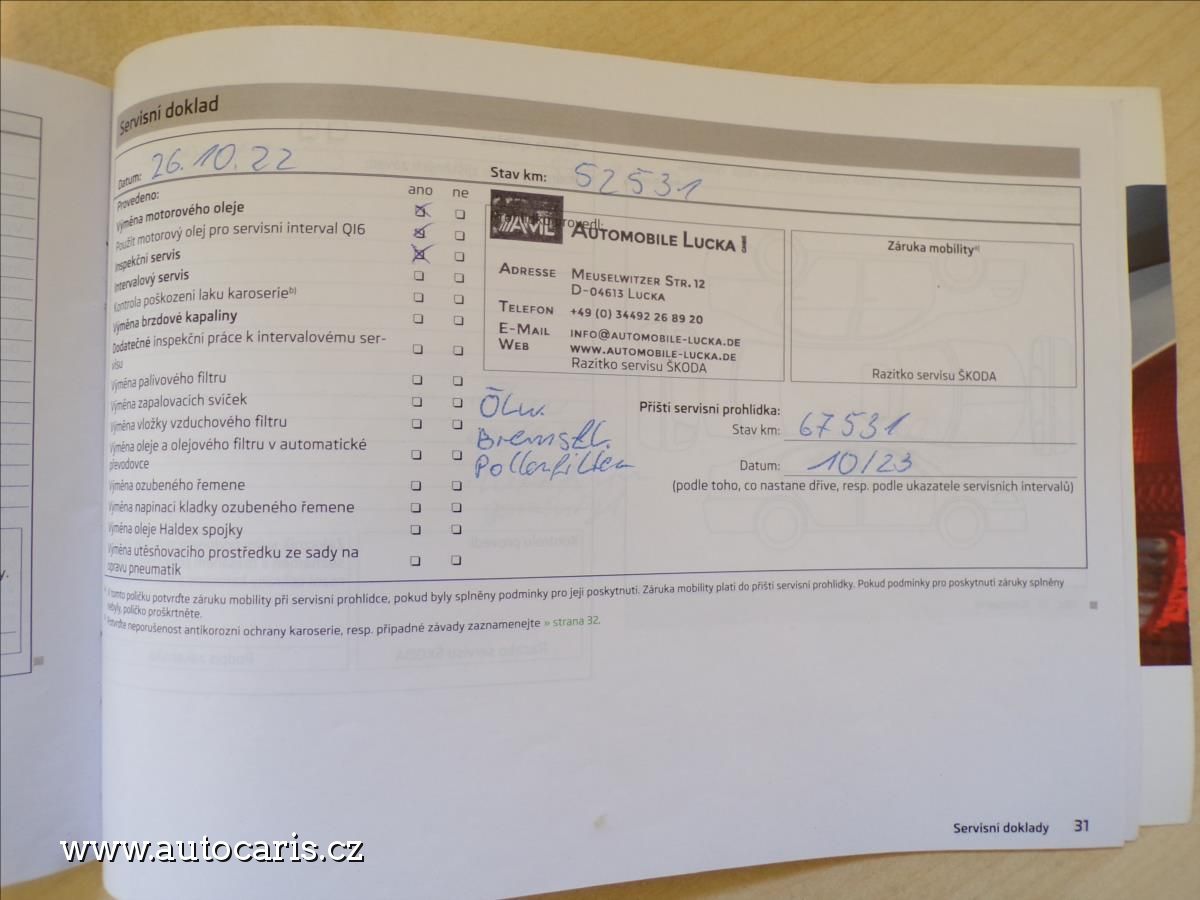 Servisní doklad
Datum: 26.10.22
Stav km: 52531
Provedeno:
ano ne
Výměna motorového oleje
Použit motorový olej pro servisní interval QI6
Inspekční servis
Intervalový servis
Kontrola poškození laku karoserie b)
Výměna brzdové kapaliny
Dodatečné inspekční práce k intervalovému ser-
visu
Výměna palivového filtru
Výměna zapalovacích svíček
Výměna vložky vzduchového filtru
Výměna oleje a olejového filtru v automatické
převodovce
Výměna ozubeného řemene
Výměna napínací kladky ozubeného řemene
Výměna oleje Haldex spojky
Výměna utěsňovacího prostředku ze sady na
opravu pneumatik
provedl:
AML
AUTOMOBILE LUCKA
ADRESSE MEUSELWITZER STR. 12
D-04613 LUCKA
TELEFON +49 (0) 34492 26 89 20
E-MAIL INFO@AUTOMOBILE-LUCKA.DE
WEB WWW.AUTOMOBILE-LUCKA.DE
Razítko servisu ŠKODA
Záruka mobility a)
Razítko servisu ŠKODA
Ölw.
Bremsfl.
Pollenfilter
Příští servisní prohlídka:
Stav km: 67531
Datum: 10/23
(podle toho, co nastane dříve, resp. podle ukazatele servisních intervalů)
V tomto políčku potvrďte záruku mobility při servisní prohlídce, pokud byly splněny podmínky pro její poskytnutí. Záruka mobility platí do příští servisní prohlídky. Pokud podmínky pro poskytnutí záruky splněny
nebyly, políčko proškrtněte.
Potvrďte neporušenost antikorozní ochrany karoserie, resp. případné závady zaznamenejte » strana 32.
Servisní doklady 31
www.autocaris.cz